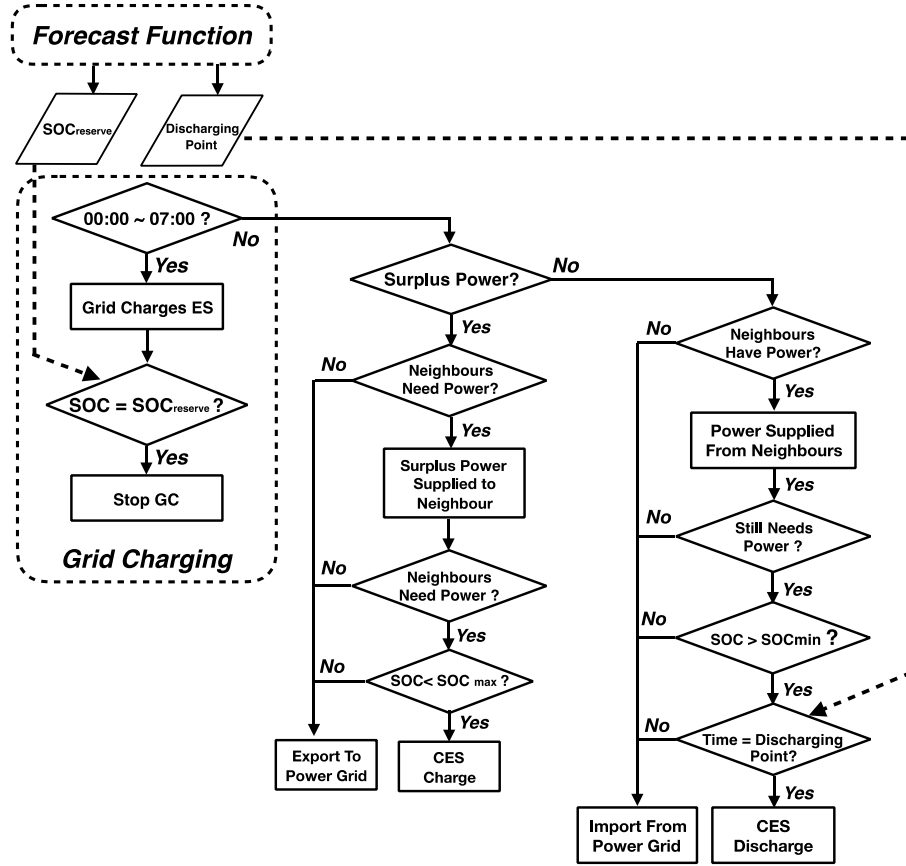 Forecast Function
SOCreserve
Discharging
Point
00:00 ~ 07:00 ?
No
Yes
Grid Charges ES
SOC = SOCreserve ?
Yes
Stop GC
Grid Charging
Surplus Power?
No
Yes
Neighbours
Need Power?
No
Yes
Surplus Power
Supplied to
Neighbour
Neighbours
Need Power ?
No
Yes
SOC< SOC max ?
No
Yes
Export To
Power Grid
CES
Charge
Neighbours
Have Power?
No
Yes
Power Supplied
From Neighbours
Yes
Still Needs
Power ?
No
Yes
SOC > SOCmin ?
No
Yes
Time = Discharging
Point?
No
Yes
Import From
Power Grid
CES
Discharge